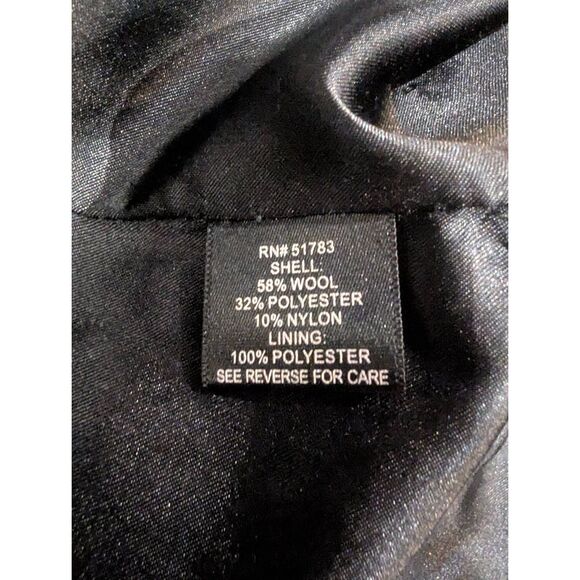 RN# 51783
SHELL:
58% WOOL
32% POLYESTER
10% NYLON
LINING:
100% POLYESTER
SEE REVERSE FOR CARE